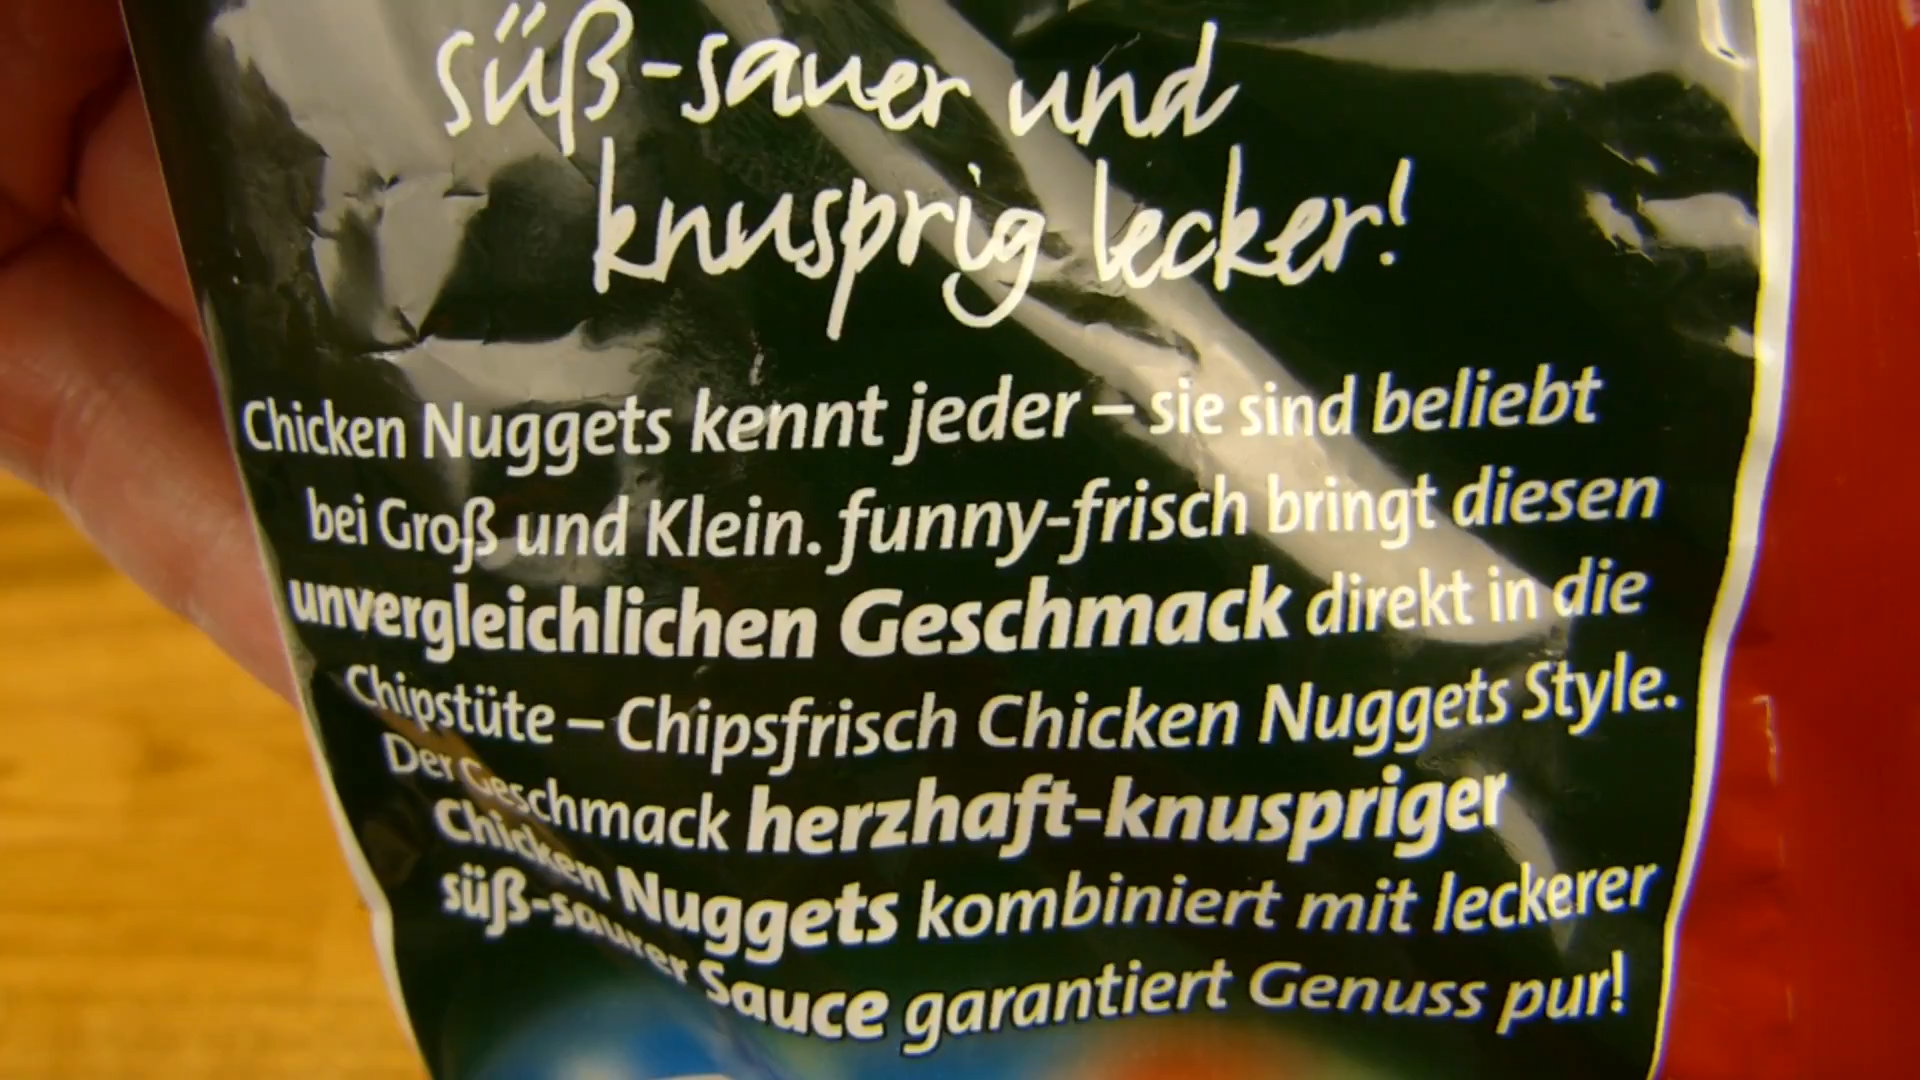 süß-sauer und
knusprig lecker!
Chicken Nuggets kennt jeder – sie sind beliebt
bei Groß und Klein. funny-frisch bringt diesen
unvergleichlichen Geschmack direkt in die
Chipstüte – Chipsfrisch Chicken Nuggets Style.
Der Geschmack herzhaft-knuspriger
Chicken Nuggets kombiniert mit leckerer
süß-saurer Sauce garantiert Genuss pur!